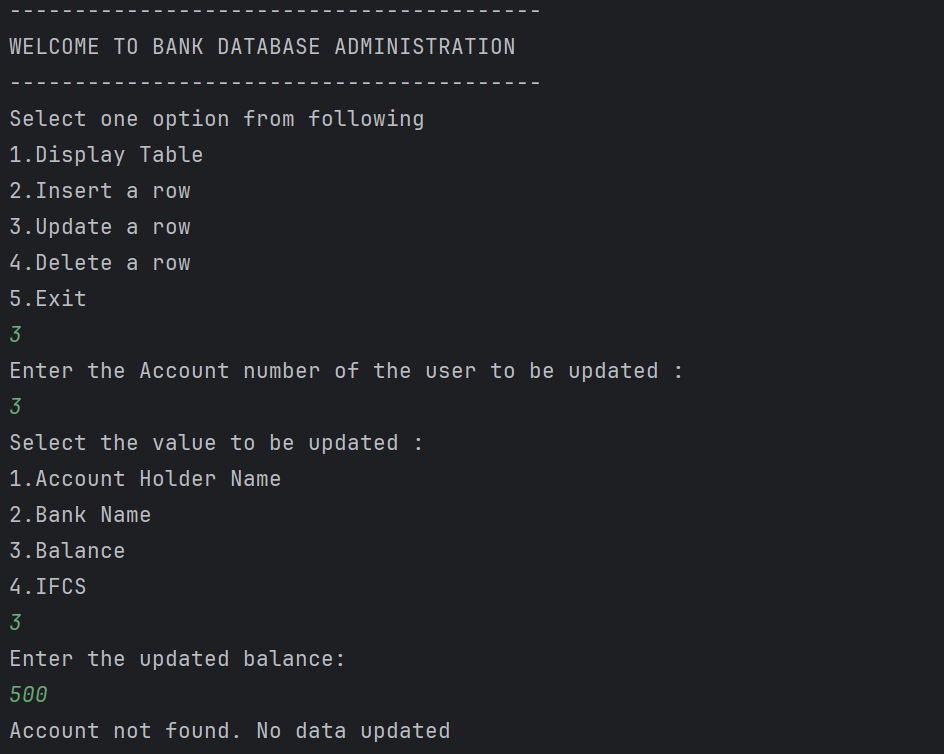 -----------------------------------------
WELCOME TO BANK DATABASE ADMINISTRATION
-----------------------------------------
Select one option from following
1.Display Table
2.Insert a row
3.Update a row
4.Delete a row
5.Exit
3
Enter the Account number of the user to be updated :
3
Select the value to be updated :
1.Account Holder Name
2.Bank Name
3.Balance
4.IFCS
3
Enter the updated balance:
500
Account not found. No data updated